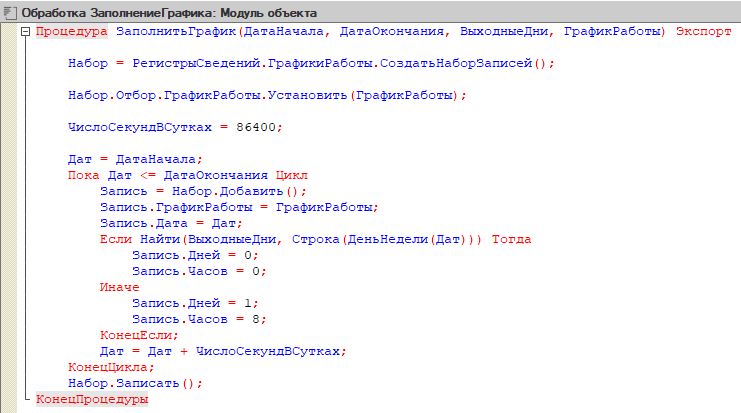 Обработка ЗаполнениеГрафика: Модуль объекта
Процедура ЗаполнитьГрафик(ДатаНачала, ДатаОкончания, ВыходныеДни, ГрафикРаботы) Экспорт
Набор = РегистрыСведений.ГрафикиРаботы.СоздатьНаборЗаписей();
Набор.Отбор.ГрафикРаботы.Установить(ГрафикРаботы);
ЧислоСекундВСутках = 86400;
Дат = ДатаНачала;
Пока Дат <= ДатаОкончания Цикл
Запись = Набор.Добавить();
Запись.ГрафикРаботы = ГрафикРаботы;
Запись.Дата = Дат;
Если Найти(ВыходныеДни, Строка(ДеньНедели(Дат))) Тогда
Запись.Дней = 0;
Запись.Часов = 0;
Иначе
Запись.Дней = 1;
Запись.Часов = 8;
КонецЕсли;
Дат = Дат + ЧислоСекундВСутках;
КонецЦикла;
Набор.Записать();
КонецПроцедуры